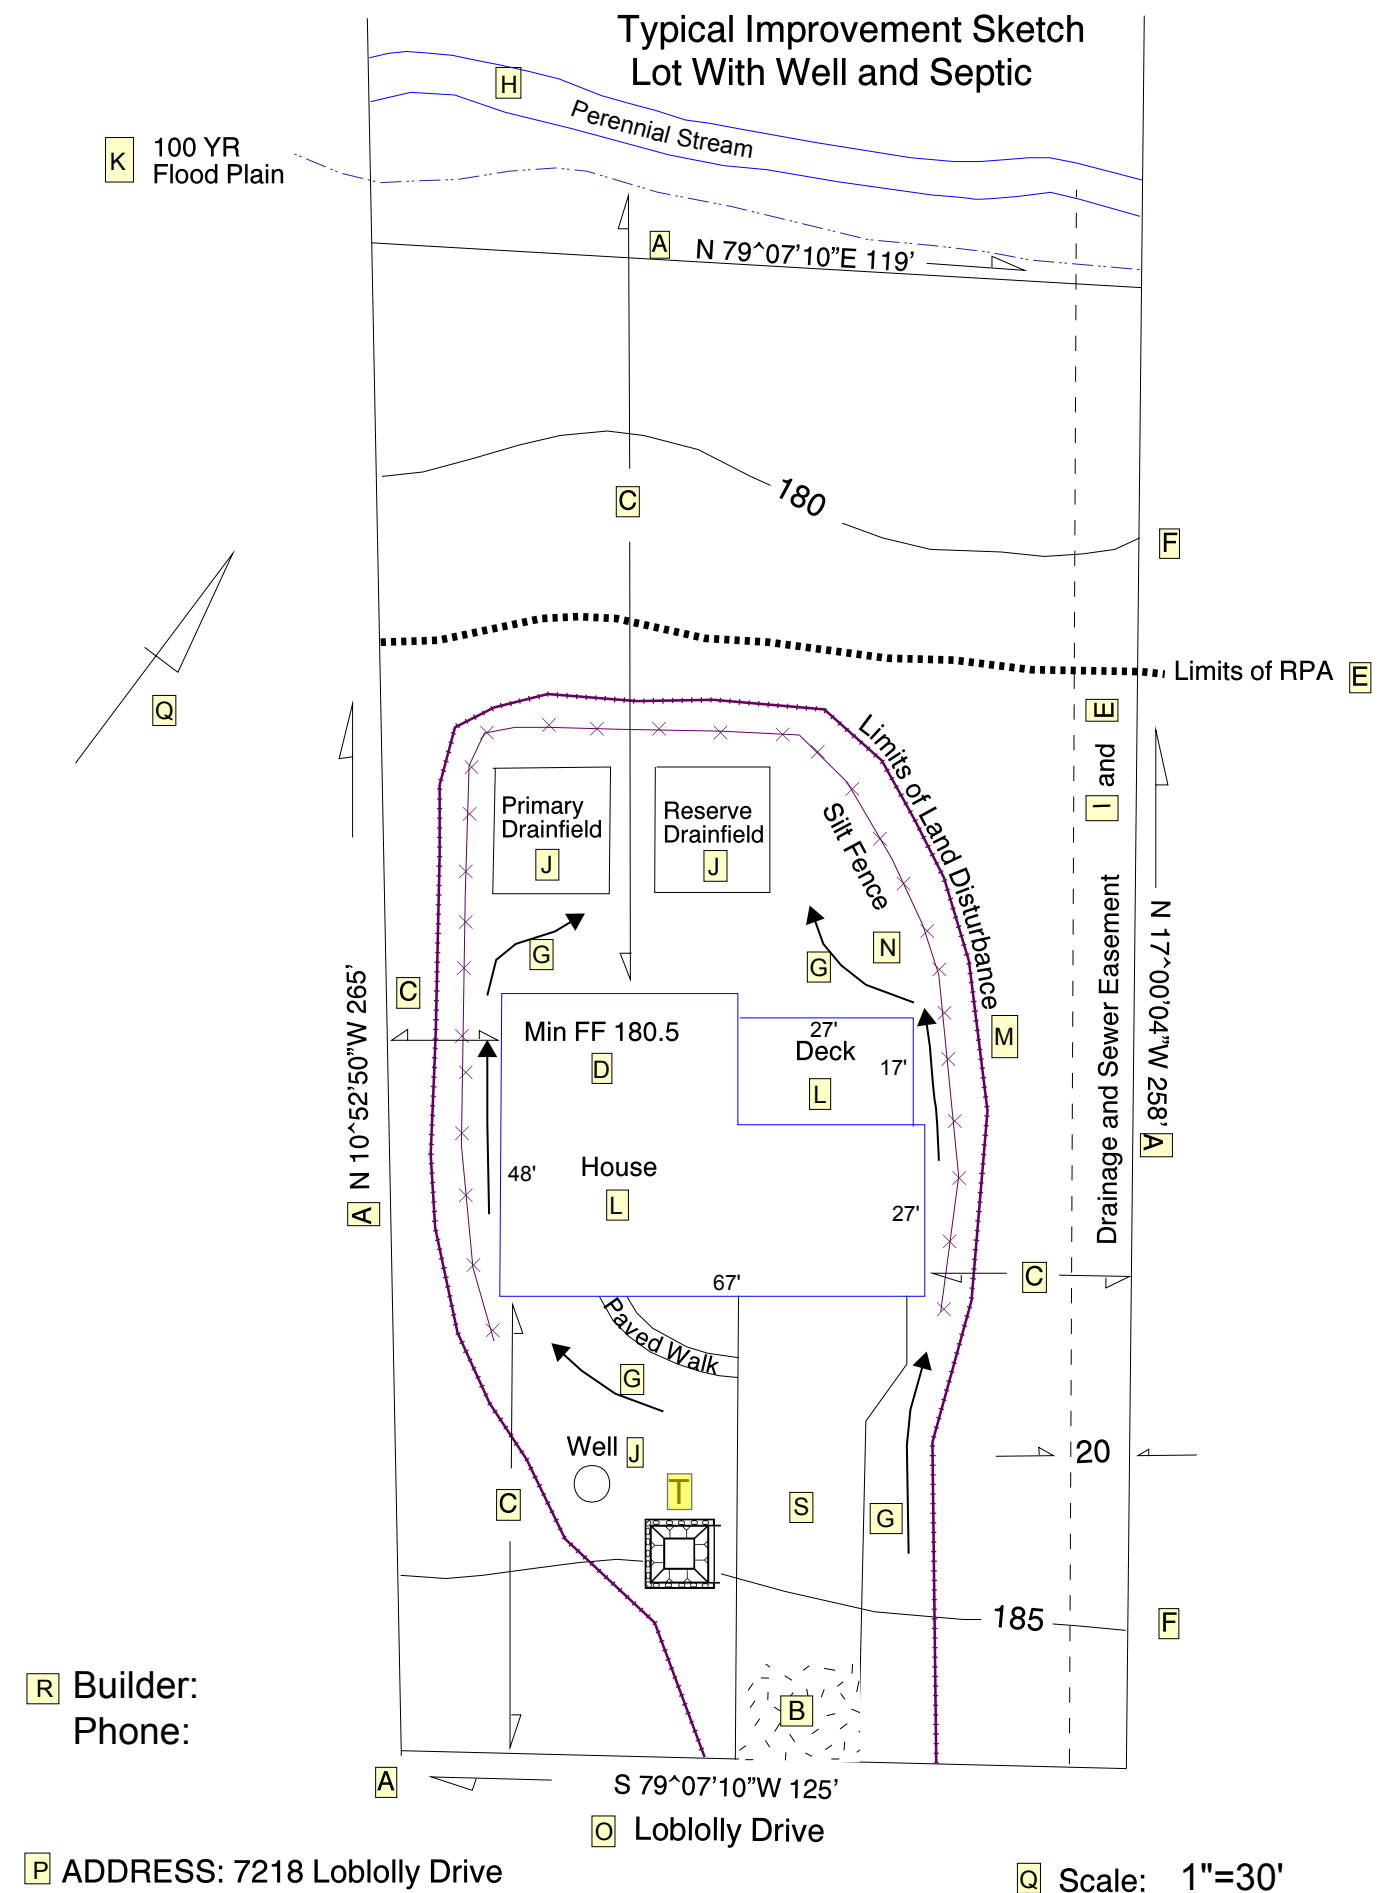 Typical Improvement Sketch
Lot With Well and Septic
H
Perennial Stream
K
100 YR
Flood Plain
A
N 79^07'10"E 119'
180
C
F
Limits of RPA
E
Q
Limits of Land Disturbance
Silt Fence
I and E
Drainage and Sewer Easement
Primary
Drainfield
J
Reserve
Drainfield
J
G
G
N
M
C
N 10^52'50"W 265'
A
N 17^00'04"W 258'
A
Min FF 180.5
D
27'
Deck
17'
L
House
L
48'
27'
67'
C
Paved Walk
G
Well
J
T
C
S
G
20
185
F
R
Builder:
Phone:
B
A
S 79^07'10"W 125'
O
Loblolly Drive
P
ADDRESS: 7218 Loblolly Drive
Q
Scale: 1"=30'